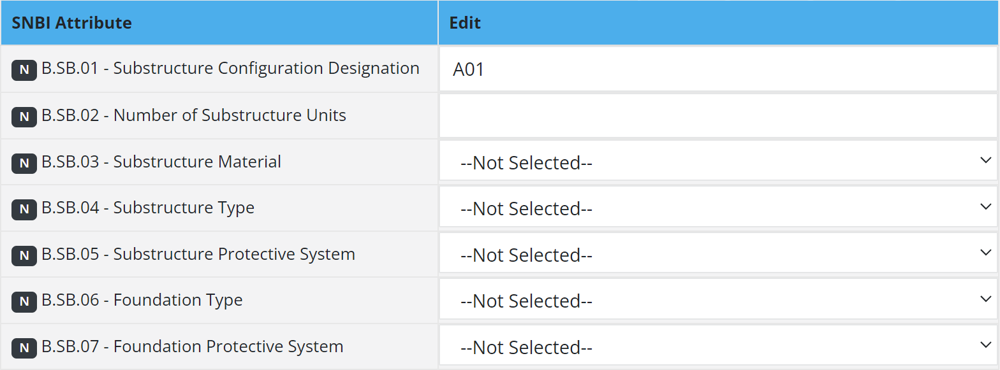 SNBI Attribute Edit
N B.SB.01 - Substructure Configuration Designation A01
N B.SB.02 - Number of Substructure Units
N B.SB.03 - Substructure Material --Not Selected--
N B.SB.04 - Substructure Type --Not Selected--
N B.SB.05 - Substructure Protective System --Not Selected--
N B.SB.06 - Foundation Type --Not Selected--
N B.SB.07 - Foundation Protective System --Not Selected--